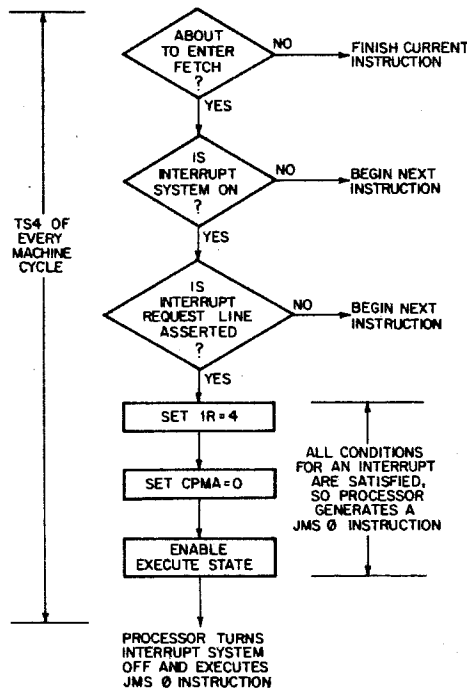 ABOUT
TO ENTER
FETCH
?
NO
FINISH CURRENT
INSTRUCTION
YES
IS
INTERRUPT
SYSTEM ON
?
NO
BEGIN NEXT
INSTRUCTION
YES
TS4 OF
EVERY
MACHINE
CYCLE
IS
INTERRUPT
REQUEST LINE
ASSERTED
?
NO
BEGIN NEXT
INSTRUCTION
YES
SET IR=4
SET CPMA=0
ENABLE
EXECUTE STATE
ALL CONDITIONS
FOR AN INTERRUPT
ARE SATISFIED,
SO PROCESSOR
GENERATES A
JMS Ø INSTRUCTION
PROCESSOR TURNS
INTERRUPT SYSTEM
OFF AND EXECUTES
JMS Ø INSTRUCTION